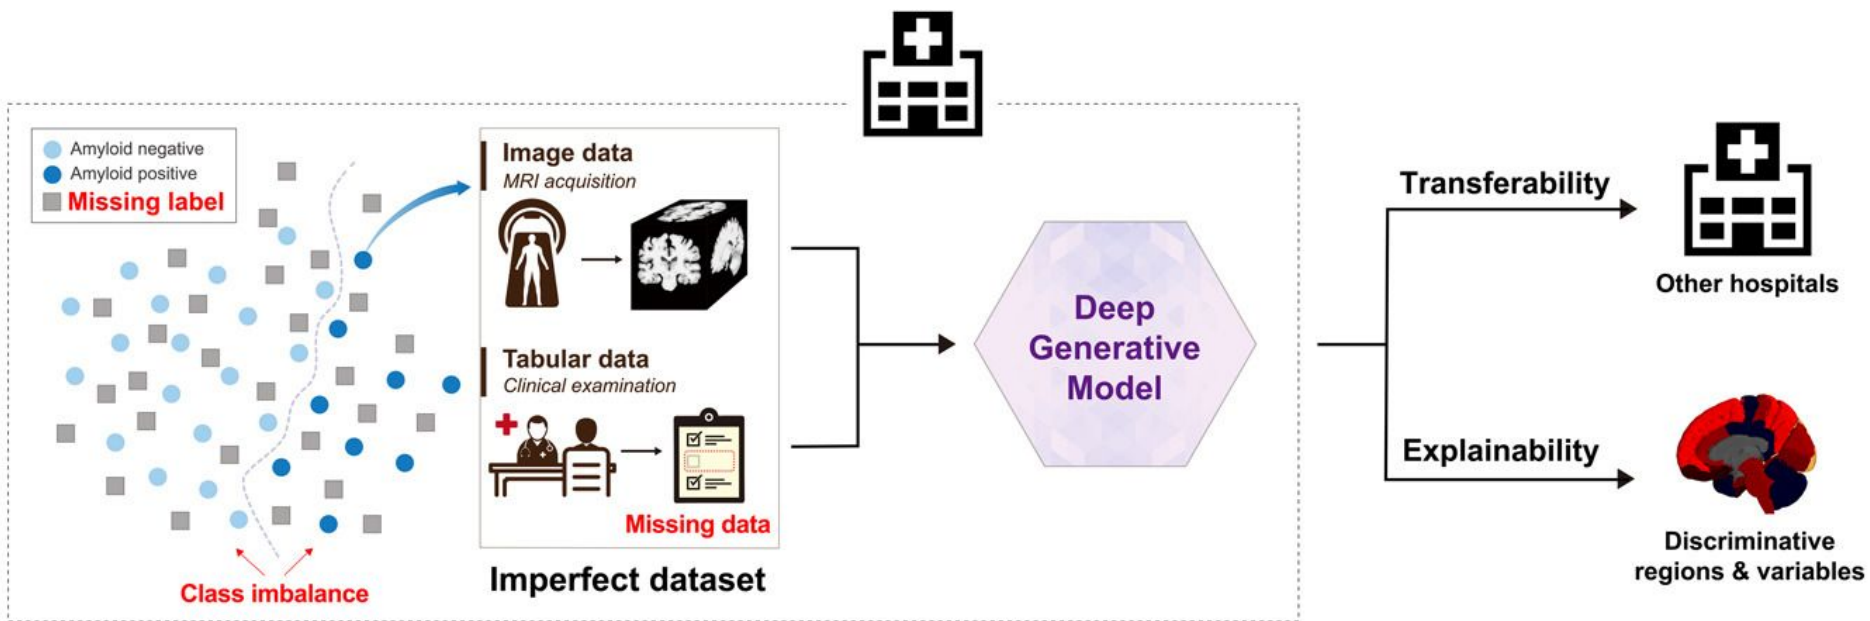 Amyloid negative
Amyloid positive
Missing label
Class imbalance
Image data
MRI acquisition
Tabular data
Clinical examination
Missing data
Imperfect dataset
Deep
Generative
Model
Transferability
Other hospitals
Explainability
Discriminative
regions & variables